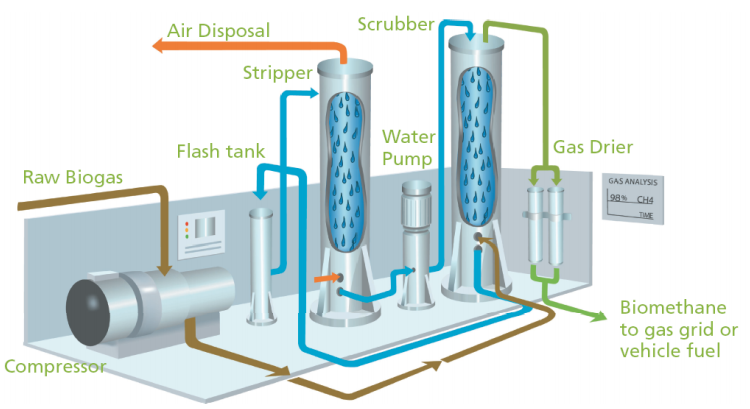 Air Disposal
Scrubber
Stripper
Water
Pump
Flash tank
Gas Drier
Raw Biogas
GAS ANALYSIS
98% CH4
TIME
Biomethane
to gas grid or
vehicle fuel
Compressor